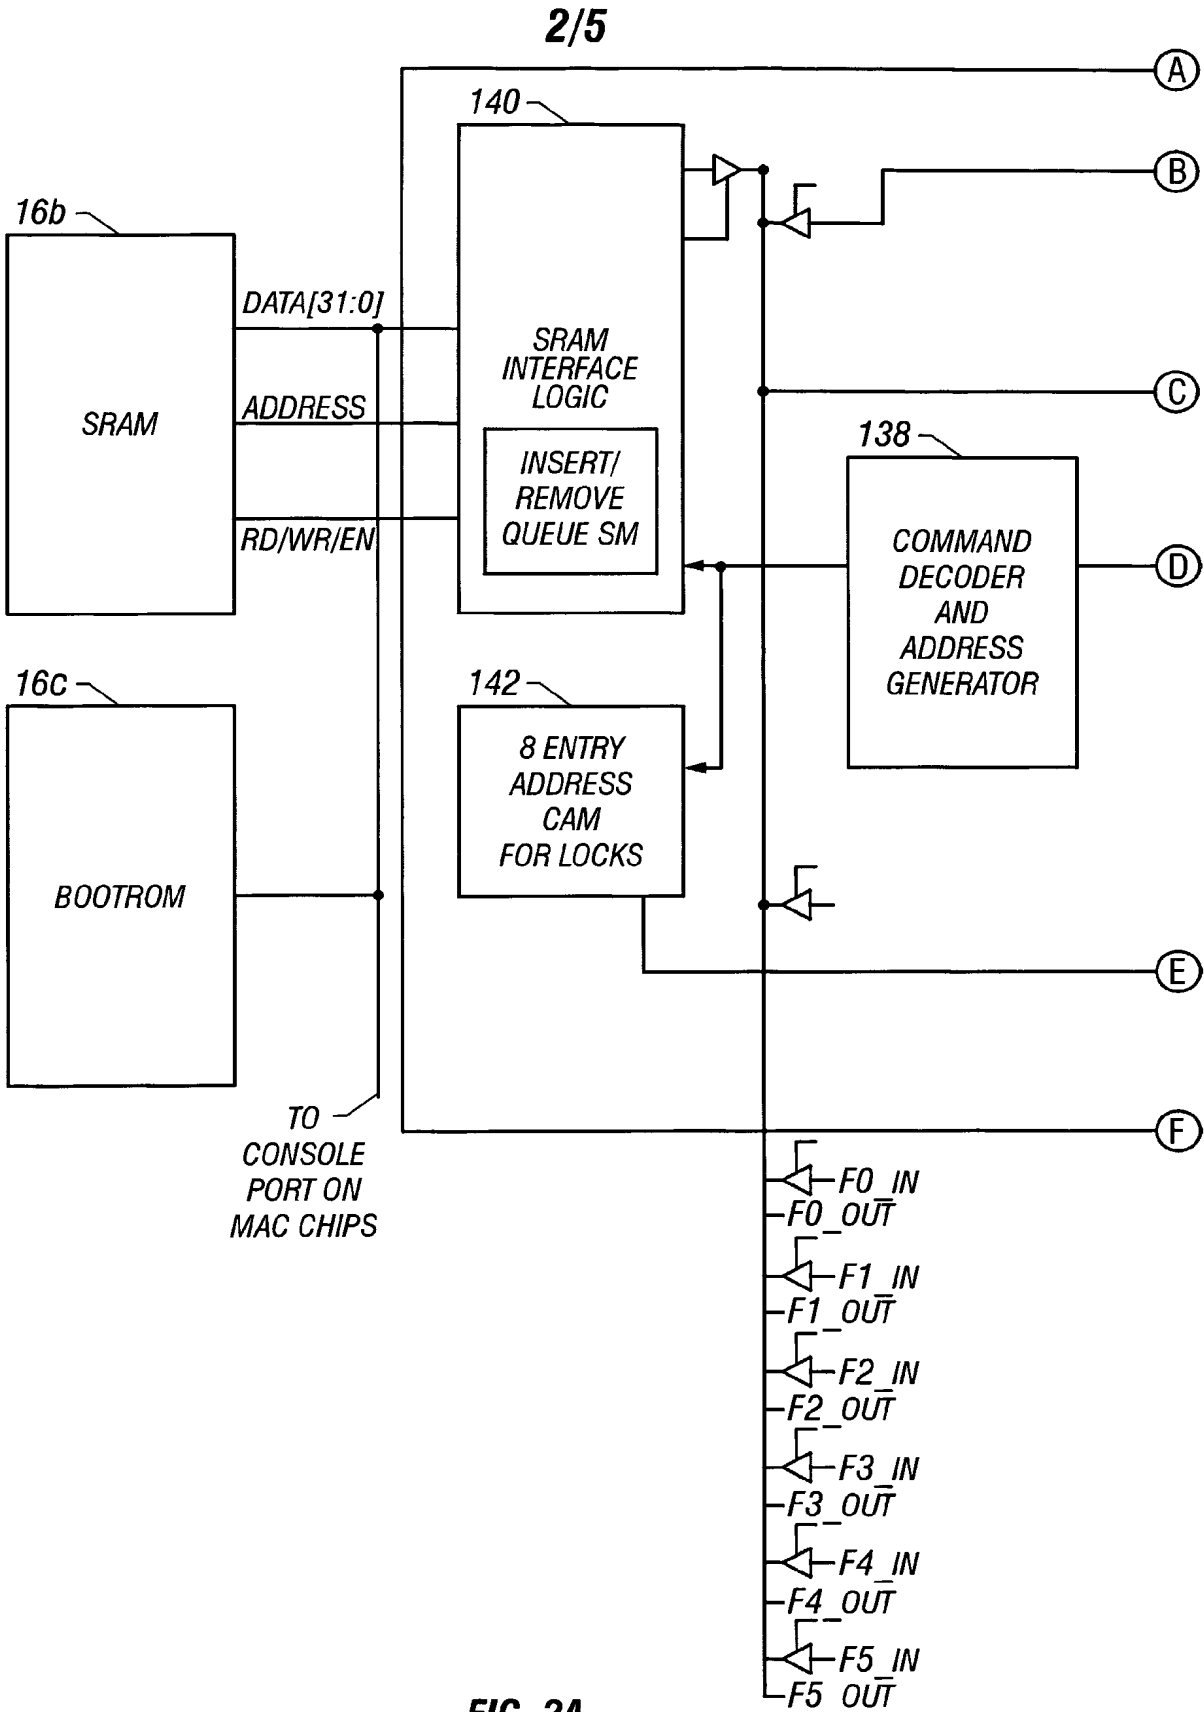 2/5
A
140
B
16b
DATA[31:0]
SRAM
INTERFACE
LOGIC
C
ADDRESS
SRAM
138
INSERT/
REMOVE
QUEUE SM
RD/WR/EN
COMMAND
DECODER
AND
ADDRESS
GENERATOR
D
16c
142
8 ENTRY
ADDRESS
CAM
FOR LOCKS
BOOTROM
E
TO
CONSOLE
PORT ON
MAC CHIPS
F
F0_IN
F0_OUT
F1_IN
F1_OUT
F2_IN
F2_OUT
F3_IN
F3_OUT
F4_IN
F4_OUT
F5_IN
F5_OUT